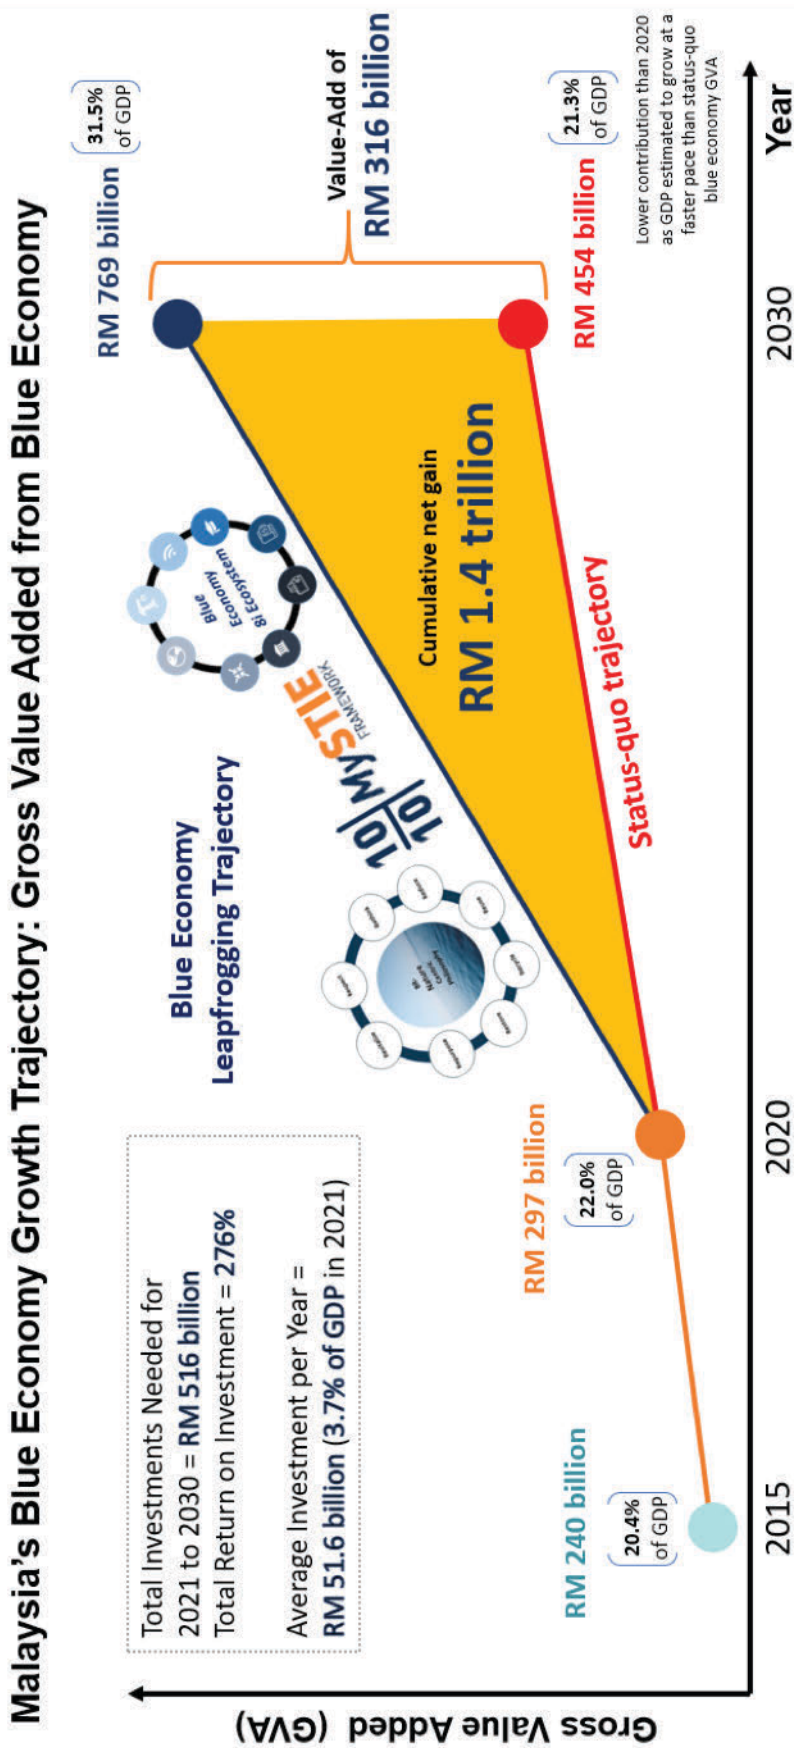 Malaysia's Blue Economy Growth Trajectory: Gross Value Added from Blue Economy
Gross Value Added (GVA)
Total Investments Needed for
2021 to 2030 = RM 516 billion
Total Return on Investment = 276%
Average Investment per Year =
RM 51.6 billion (3.7% of GDP in 2021)
Blue Economy
Leapfrogging Trajectory
10
10
MySTIE
FRAMEWORK
Blue
Economy
8i Ecosystem
8R-
Nature
Centric
Philosophy
RM 769 billion
31.5%
of GDP
Value-Add of
RM 316 billion
Cumulative net gain
RM 1.4 trillion
Status-quo trajectory
RM 454 billion
21.3%
of GDP
Lower contribution than 2020
as GDP estimated to grow at a
faster pace than status-quo
blue economy GVA
RM 297 billion
22.0%
of GDP
RM 240 billion
20.4%
of GDP
2015
2020
2030
Year